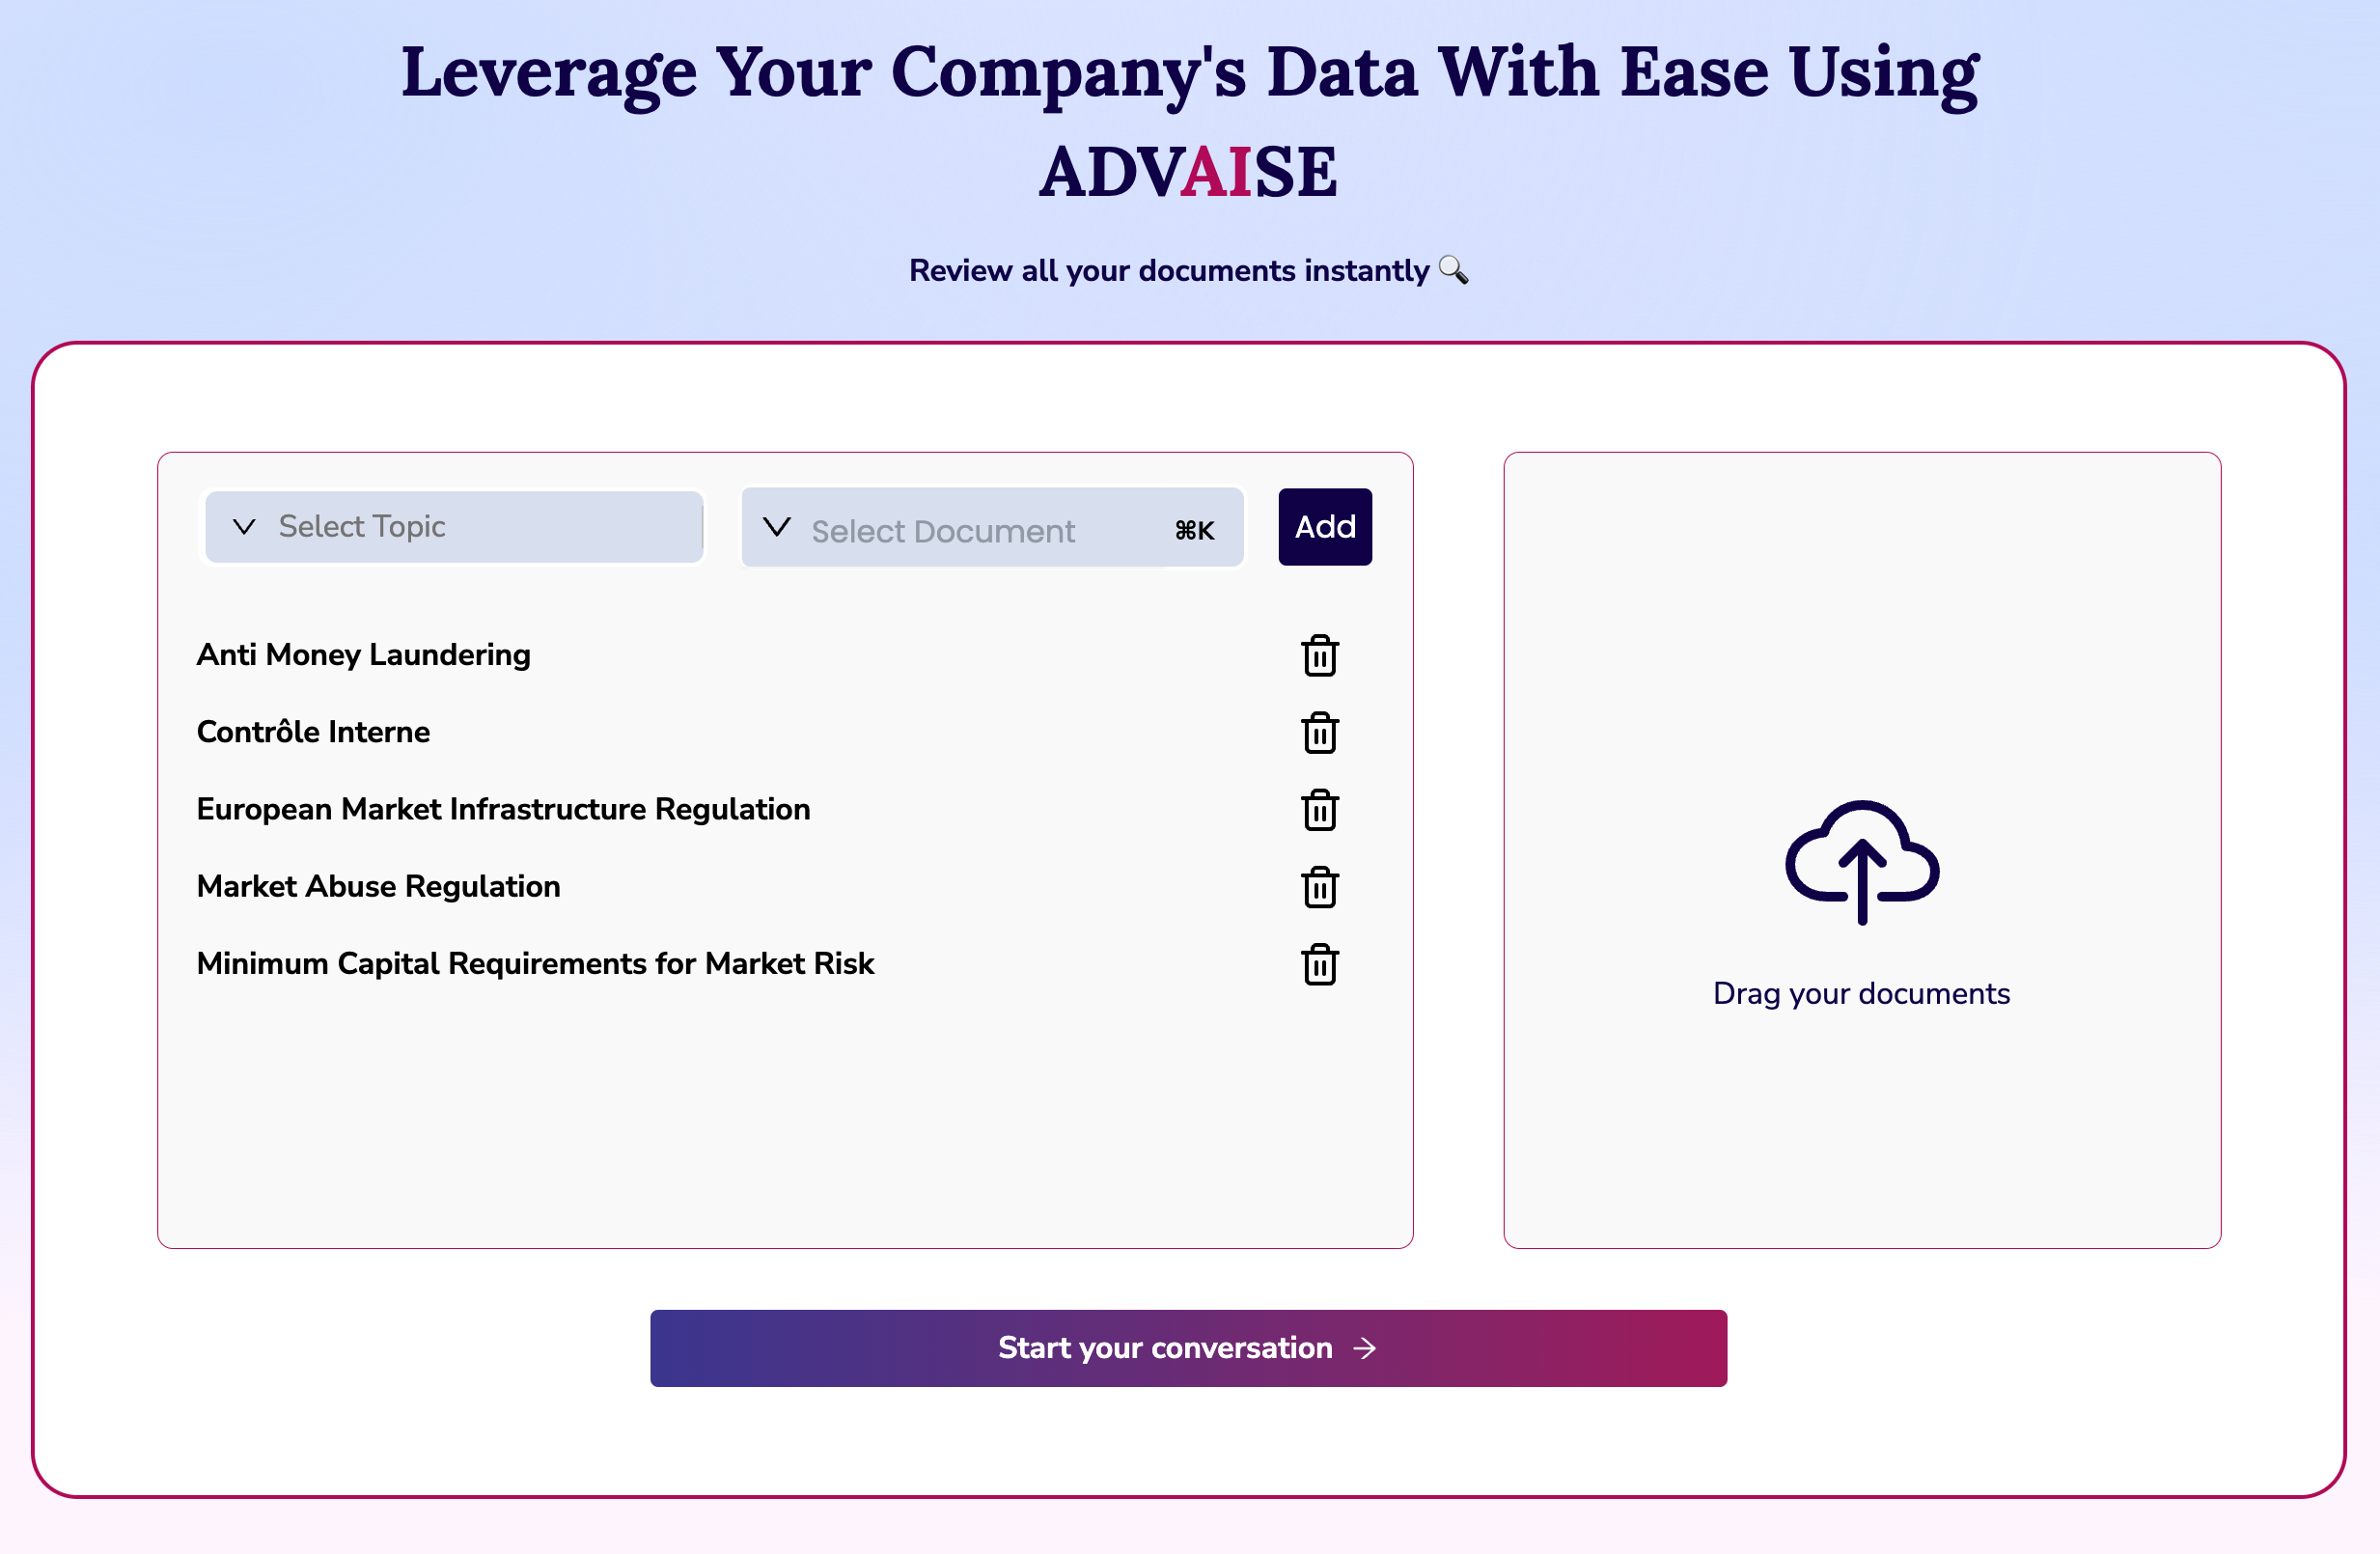 Leverage Your Company's Data With Ease Using
ADVAISE
Review all your documents instantly
Select Topic
Select Document ⌘K
Add
Anti Money Laundering
Contrôle Interne
European Market Infrastructure Regulation
Market Abuse Regulation
Minimum Capital Requirements for Market Risk
Drag your documents
Start your conversation →